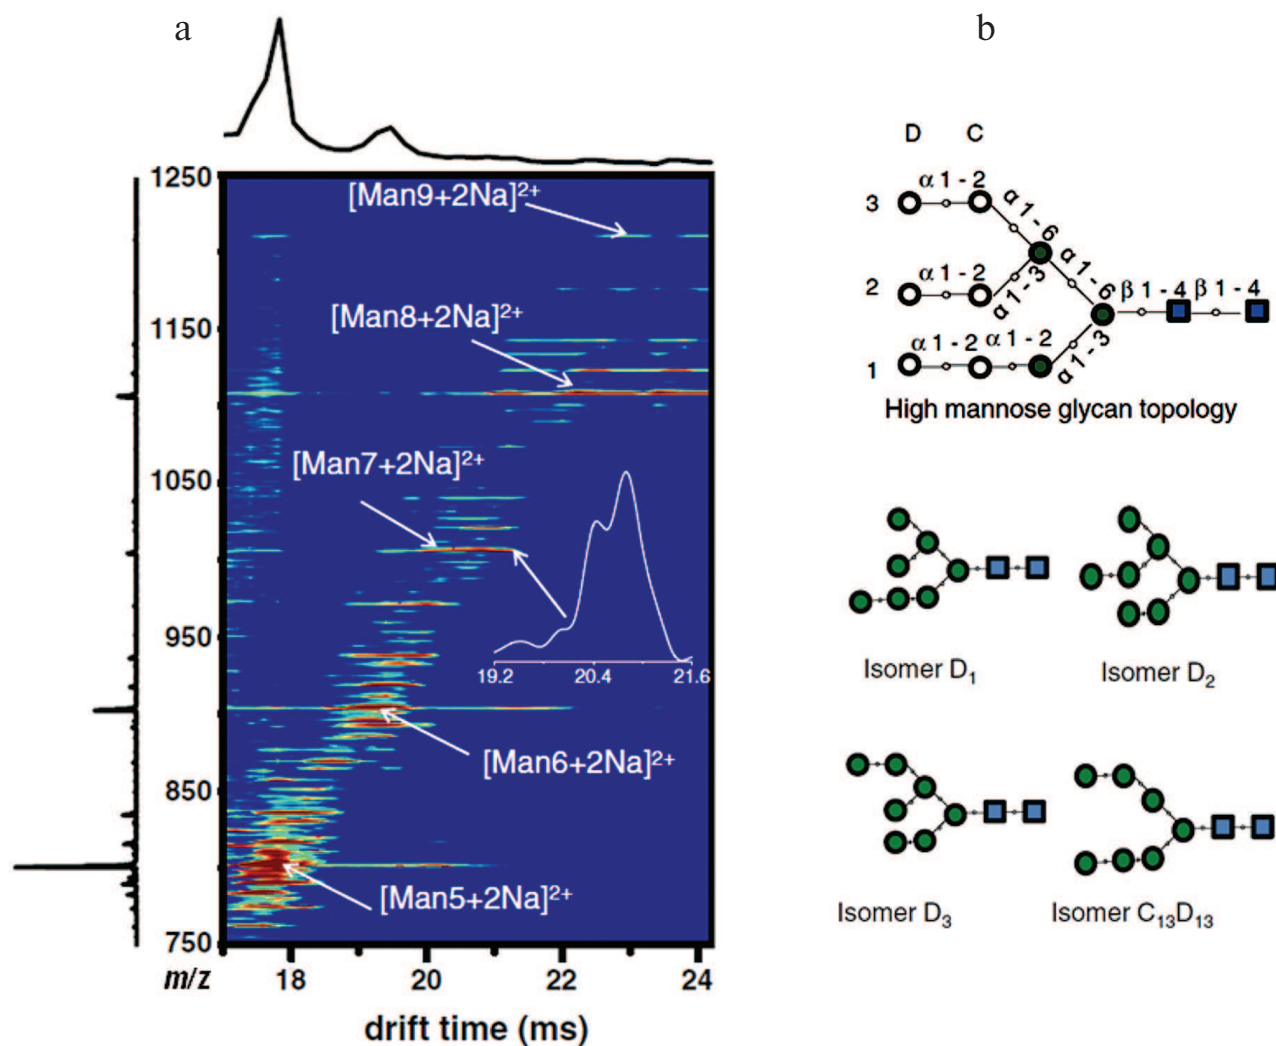 a
b
1250
1150
1050
950
850
750
m/z
[Man9+2Na]²⁺
[Man8+2Na]²⁺
[Man7+2Na]²⁺
19.2 20.4 21.6
[Man6+2Na]²⁺
[Man5+2Na]²⁺
18 20 22 24
drift time (ms)
D C
3 α 1 - 2 α 1 - 6
2 α 1 - 2 α 1 - 3 α 1 - 6 β 1 - 4 β 1 - 4
1 α 1 - 2 α 1 - 2 α 1 - 3
High mannose glycan topology
Isomer D₁
Isomer D₂
Isomer D₃
Isomer C₁₃D₁₃